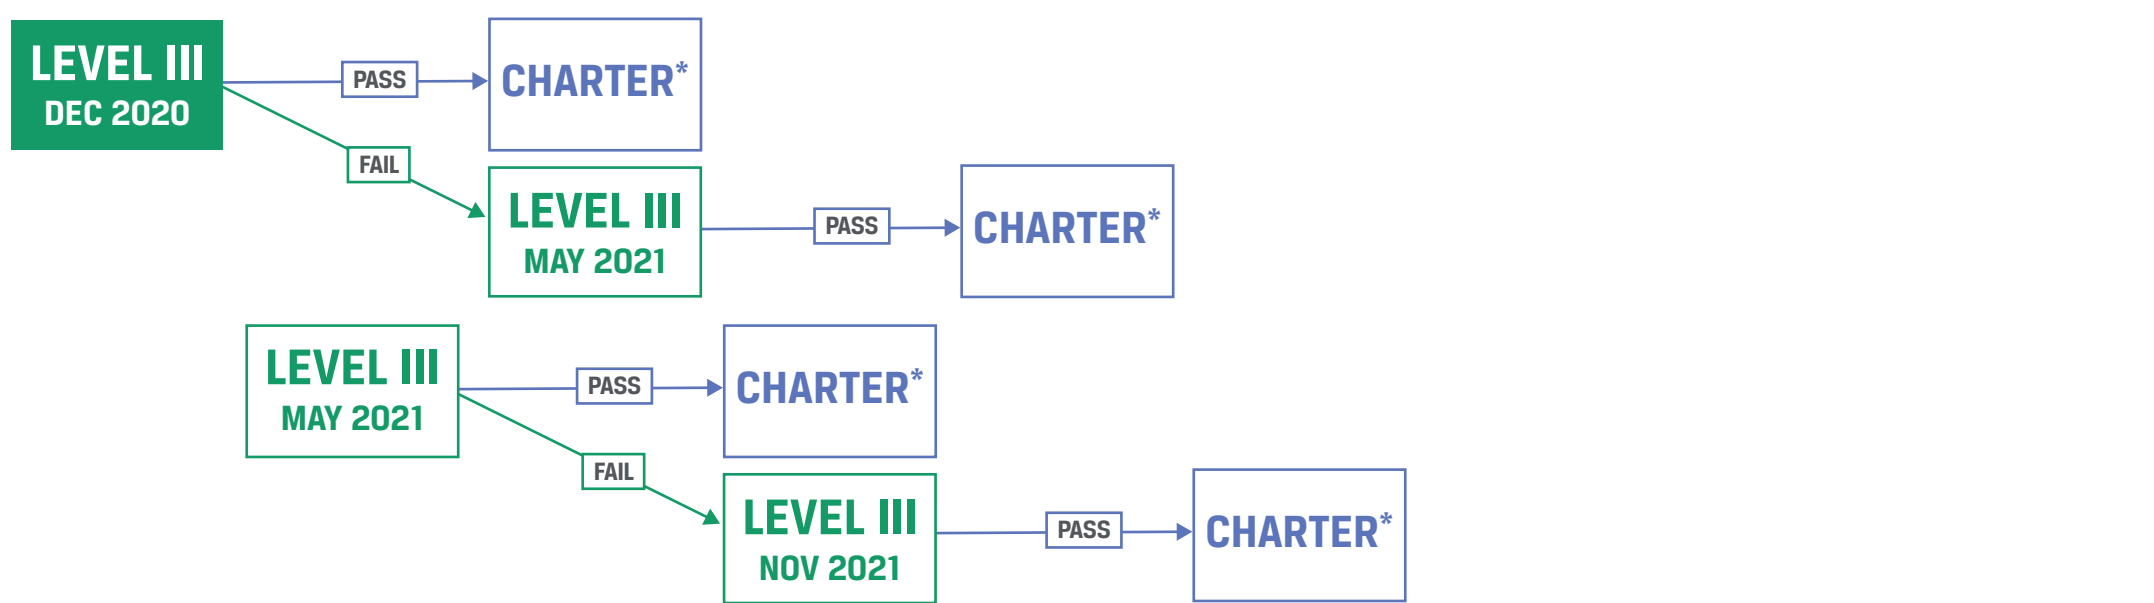 LEVEL III
DEC 2020
PASS
CHARTER*
FAIL
LEVEL III
MAY 2021
PASS
CHARTER*
LEVEL III
MAY 2021
PASS
CHARTER*
FAIL
LEVEL III
NOV 2021
PASS
CHARTER*